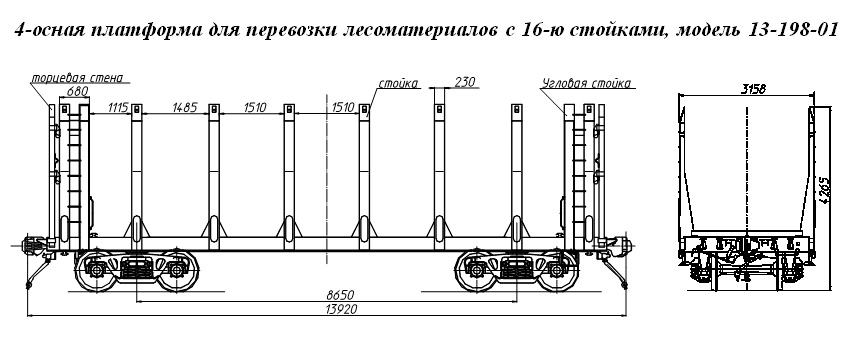 4-осная платформа для перевозки лесоматериалов с 16-ю стойками, модель 13-198-01
торцевая стена
стойка
230
Угловая стойка
3158
680
1115
1485
1510
1510
4265
8650
13920